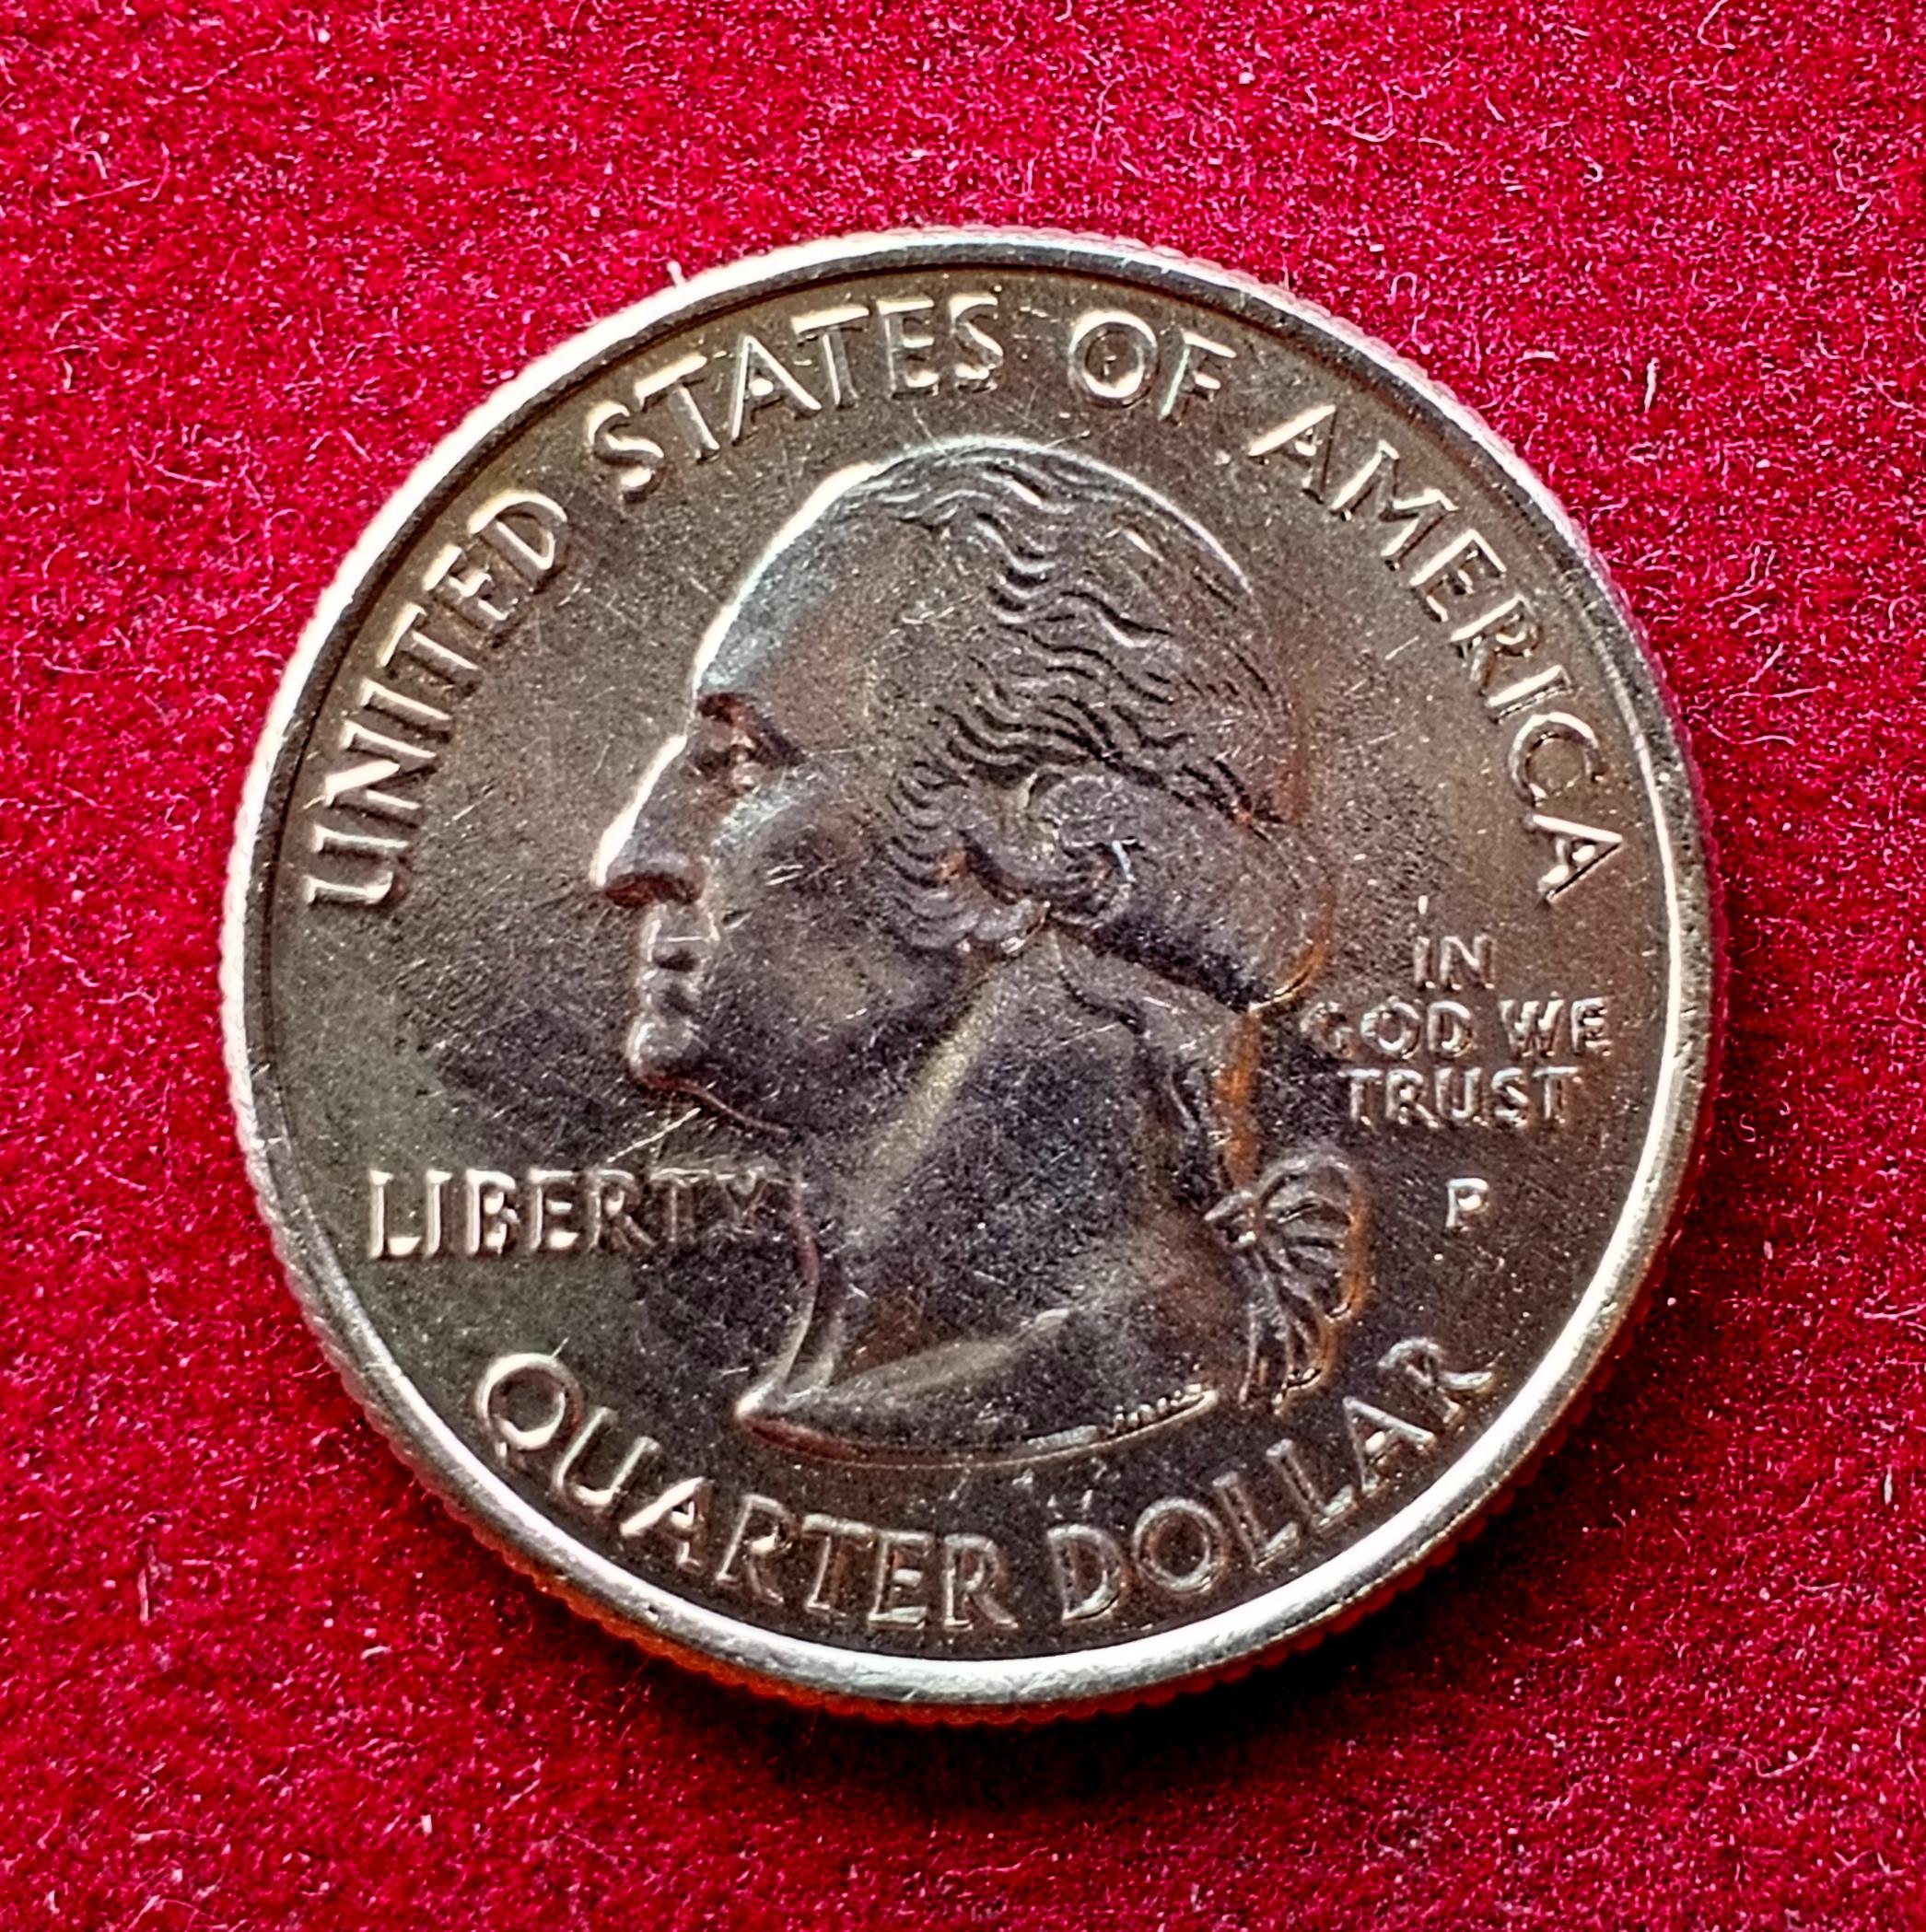 UNITED STATES OF AMERICA
IN
GOD WE
TRUST
LIBERTY
P
QUARTER DOLLAR